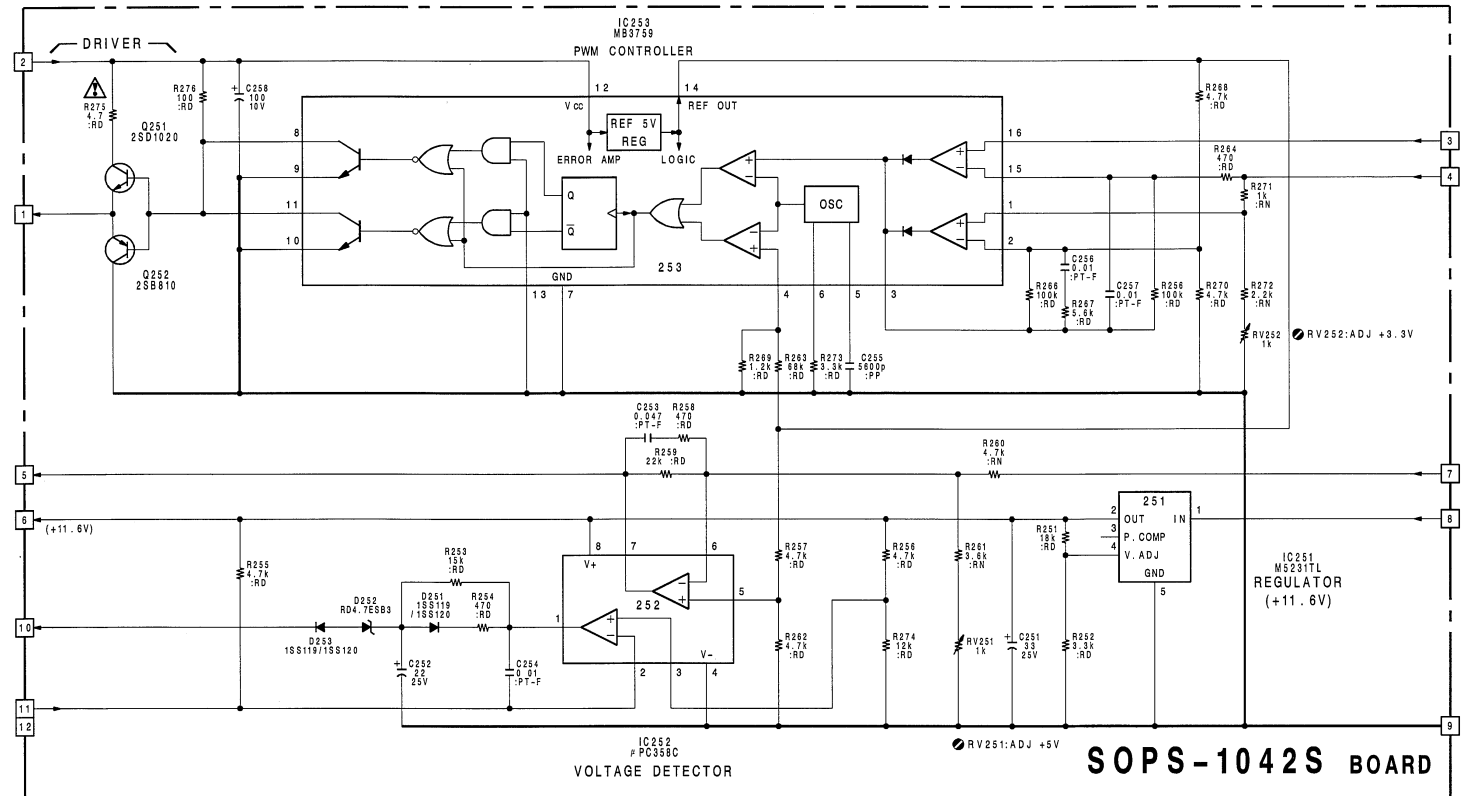 DRIVER
IC253
MB3759
PWM CONTROLLER
2
R275
4.7
:RD
R276
100
:RD
C258
100
10V
+
Q251
2SD1020
12
VCC
14
REF OUT
REF 5V
REG
ERROR AMP
LOGIC
8
9
11
10
Q
Q̅
OSC
253
GND
13
7
4
6
5
3
16
15
1
2
R268
4.7k
:RD
R264
470
:RD
R271
1k
:RN
3
4
1
Q252
2SB810
C256
0.01
:PT-F
R266
100k
:RD
R267
5.6k
:RD
C257
0.01
:PT-F
R256
100k
:RD
R270
4.7k
:RD
R272
2.2k
:RN
RV252
1k
RV252:ADJ +3.3V
R269
1.2k
:RD
R263
68k
:RD
R273
3.3k
:RD
C255
5600p
:PP
C253
0.047
:PT-F
R258
470
:RD
R259
22k :RD
R260
4.7k
:RN
5
7
6
(+11.6V)
8
R255
4.7k
:RD
R253
15k
:RD
D252
RD4.7ESB3
D251
1SS119
/1SS120
R254
470
:RD
D253
1SS119/1SS120
C252
22
25V
+
C254
0.01
:PT-F
8
V+
7
6
5
252
1
2
3
4
V-
R257
4.7k
:RD
R262
4.7k
:RD
R256
4.7k
:RD
R274
12k
:RD
R261
3.6k
:RN
RV251
1k
C251
33
25V
+
R251
18k
:RD
R252
3.3k
:RD
251
2 OUT IN 1
3 P.COMP
4 V.ADJ
GND
5
IC251
M5231TL
REGULATOR
(+11.6V)
10
11
12
9
IC252
#PC358C
VOLTAGE DETECTOR
RV251:ADJ +5V
SOPS-1042S BOARD